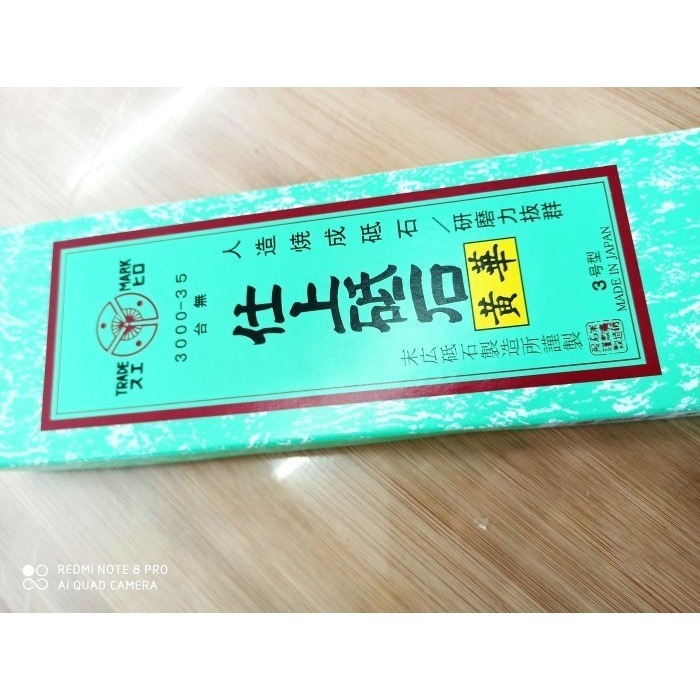 人造焼成砥石/研磨力抜群
TRADE MARK
スエ ヒロ
3000-35
台無
仕上砥石
黄華
末広砥石製造所謹製
3号型
MADE IN JAPAN
REDMI NOTE 8 PRO
AI QUAD CAMERA